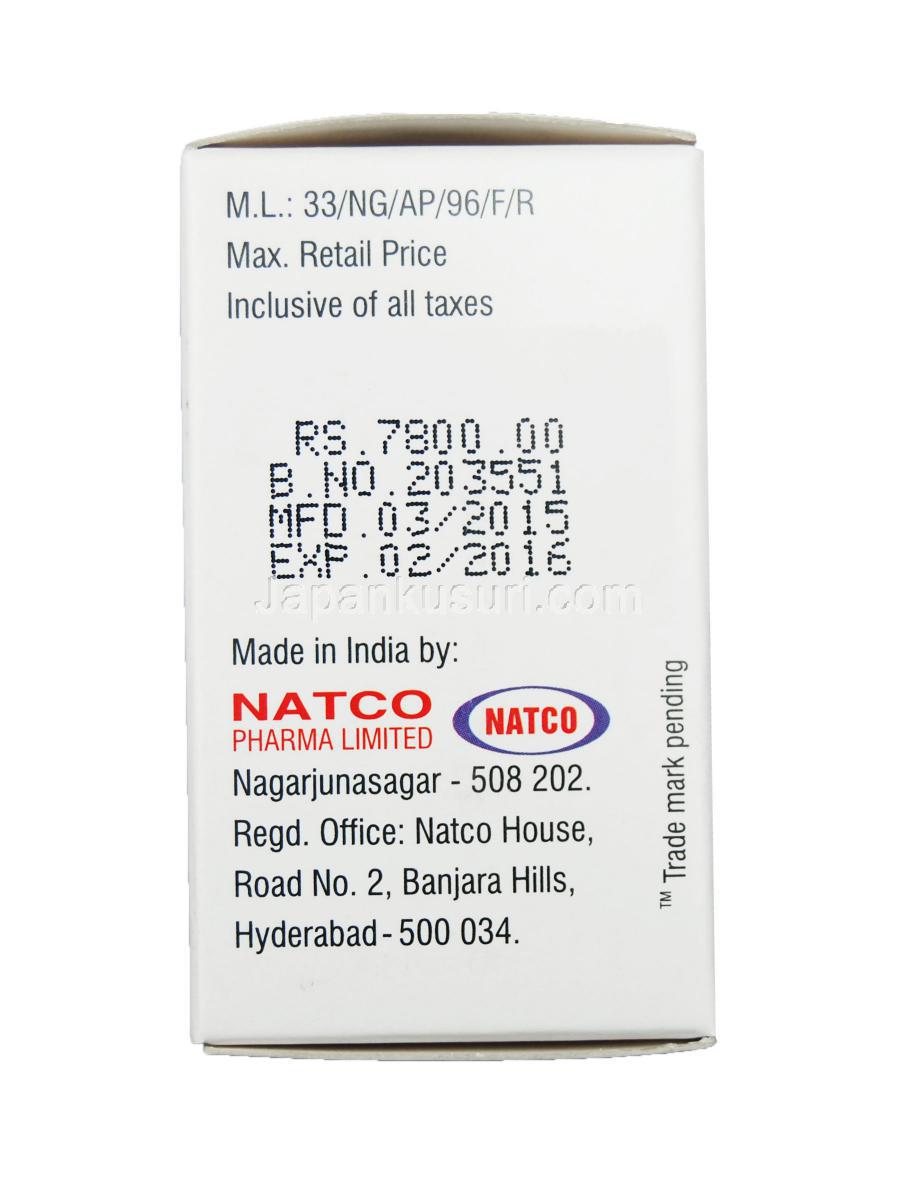 M.L.: 33/NG/AP/96/F/R
Max. Retail Price
Inclusive of all taxes
RS.7800.00
B.NO.203551
MFD.03/2015
EXP.02/2016
Japankusuri.com
Made in India by:
NATCO
PHARMA LIMITED
NATCO
Nagarjunasagar - 508 202.
Regd. Office: Natco House,
Road No. 2, Banjara Hills,
Hyderabad - 500 034.
™ Trade mark pending